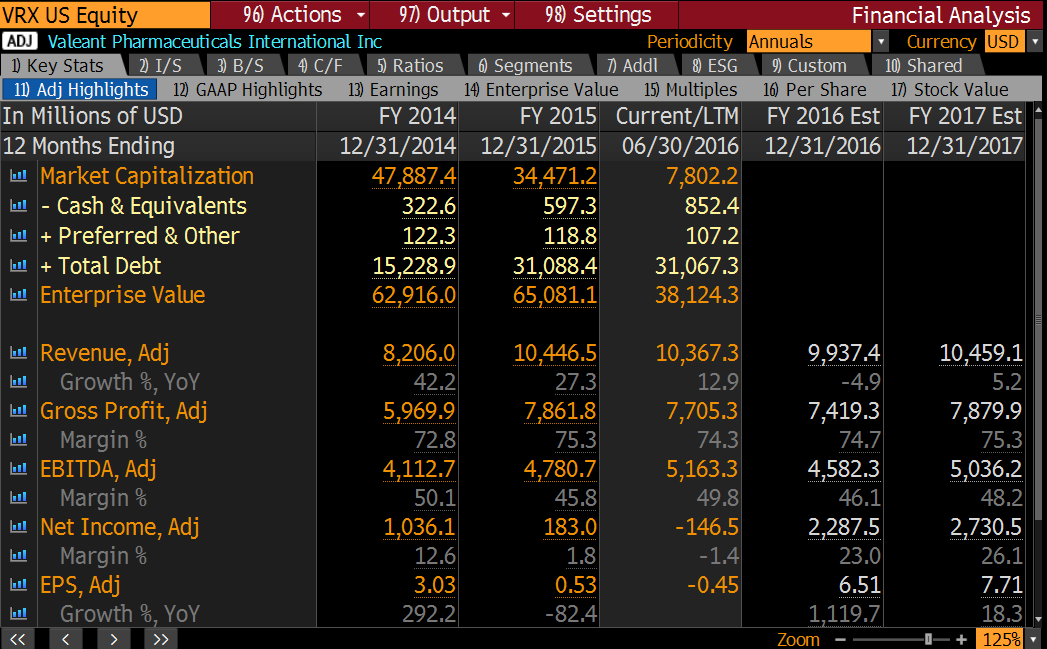 VRX US Equity 96) Actions 97) Output 98) Settings Financial Analysis
ADJ Valeant Pharmaceuticals International Inc Periodicity Annuals Currency USD
1) Key Stats 2) I/S 3) B/S 4) C/F 5) Ratios 6) Segments 7) Addl 8) ESG 9) Custom 10) Shared
11) Adj Highlights 12) GAAP Highlights 13) Earnings 14) Enterprise Value 15) Multiples 16) Per Share 17) Stock Value
In Millions of USD FY 2014 FY 2015 Current/LTM FY 2016 Est FY 2017 Est
12 Months Ending 12/31/2014 12/31/2015 06/30/2016 12/31/2016 12/31/2017
Market Capitalization 47,887.4 34,471.2 7,802.2
- Cash & Equivalents 322.6 597.3 852.4
+ Preferred & Other 122.3 118.8 107.2
+ Total Debt 15,228.9 31,088.4 31,067.3
Enterprise Value 62,916.0 65,081.1 38,124.3
Revenue, Adj 8,206.0 10,446.5 10,367.3 9,937.4 10,459.1
Growth %, YoY 42.2 27.3 12.9 -4.9 5.2
Gross Profit, Adj 5,969.9 7,861.8 7,705.3 7,419.3 7,879.9
Margin % 72.8 75.3 74.3 74.7 75.3
EBITDA, Adj 4,112.7 4,780.7 5,163.3 4,582.3 5,036.2
Margin % 50.1 45.8 49.8 46.1 48.2
Net Income, Adj 1,036.1 183.0 -146.5 2,287.5 2,730.5
Margin % 12.6 1.8 -1.4 23.0 26.1
EPS, Adj 3.03 0.53 -0.45 6.51 7.71
Growth %, YoY 292.2 -82.4 1,119.7 18.3
<< < > >> Zoom − + 125%